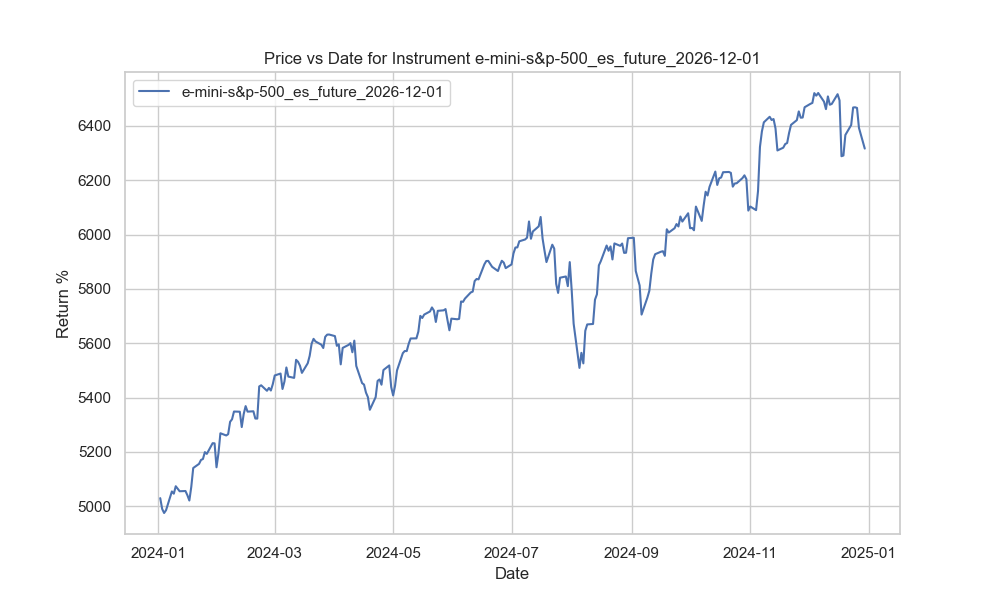 Price vs Date for Instrument e-mini-s&p-500_es_future_2026-12-01
e-mini-s&p-500_es_future_2026-12-01
Return %
6400
6200
6000
5800
5600
5400
5200
5000
2024-01 2024-03 2024-05 2024-07 2024-09 2024-11 2025-01
Date